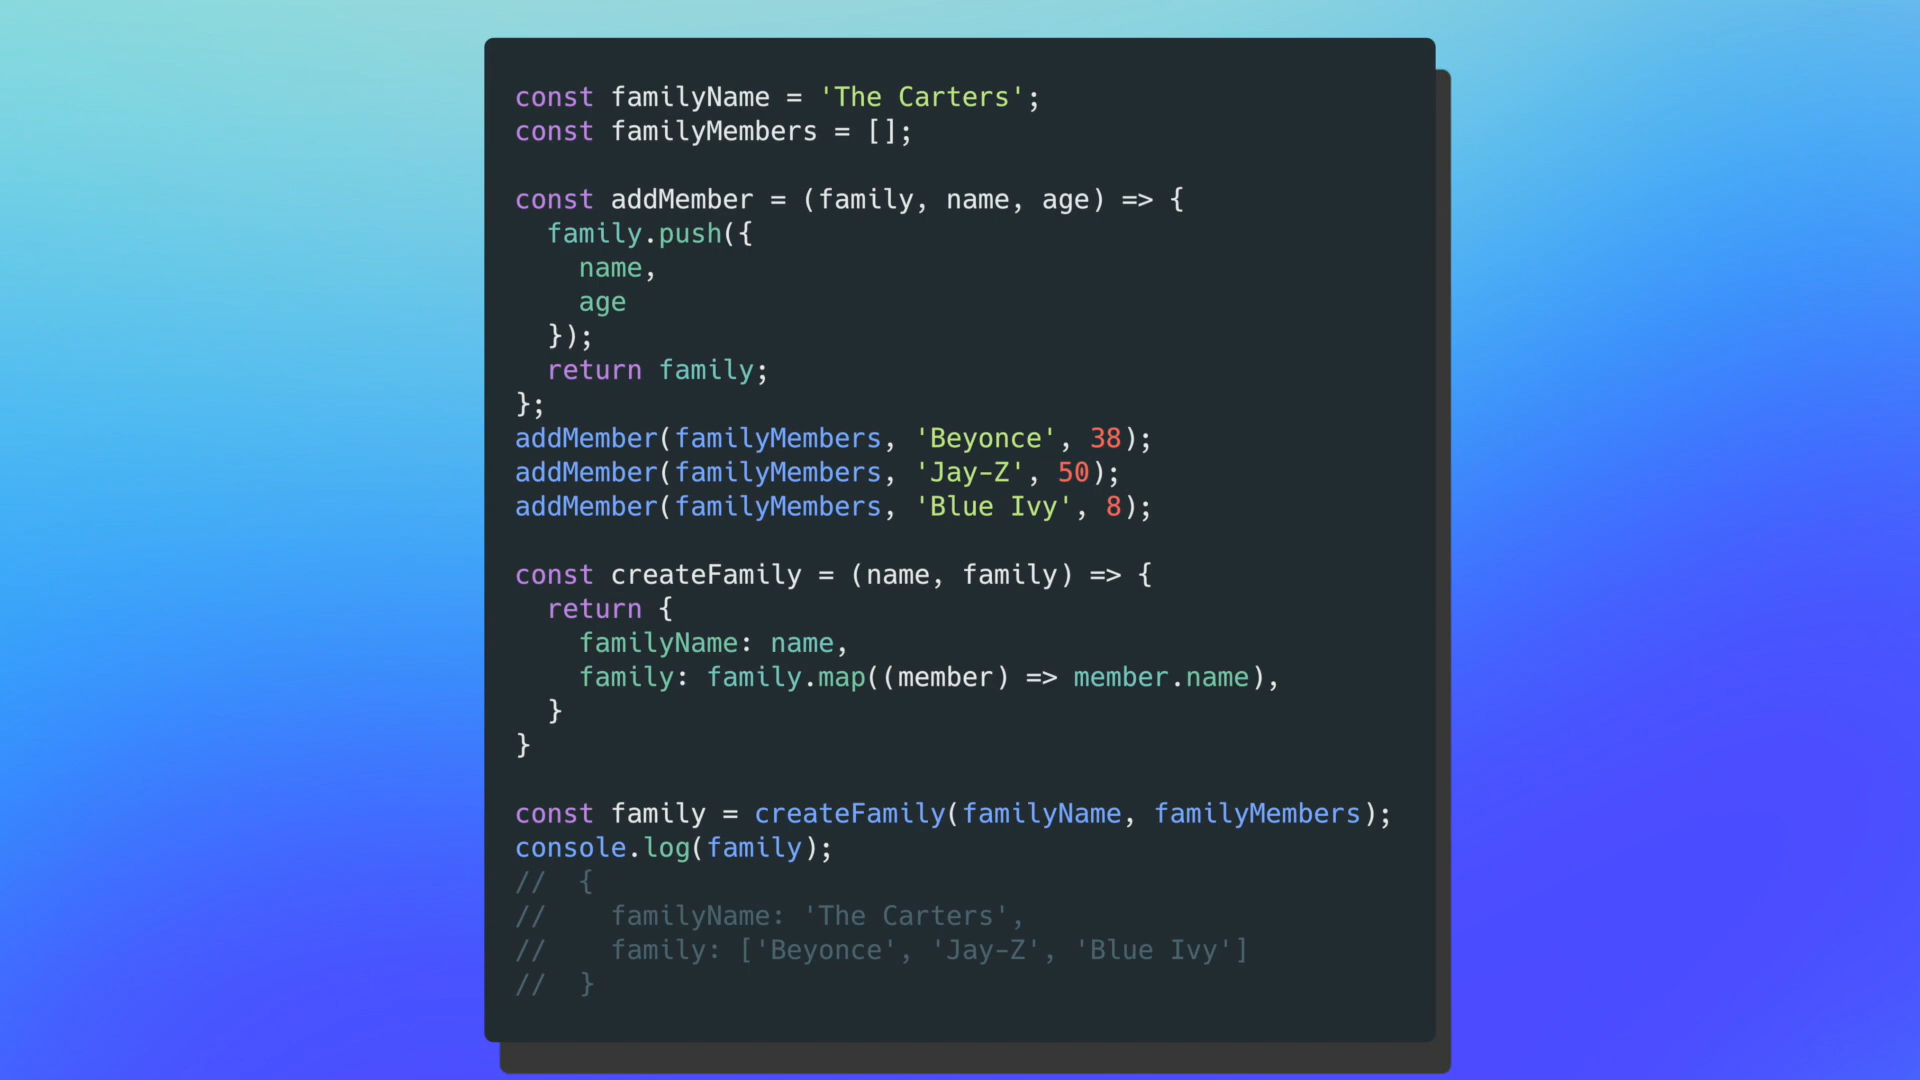 const familyName = 'The Carters';
const familyMembers = [];
const addMember = (family, name, age) => {
  family.push({
    name,
    age
  });
  return family;
};
addMember(familyMembers, 'Beyonce', 38);
addMember(familyMembers, 'Jay-Z', 50);
addMember(familyMembers, 'Blue Ivy', 8);
const createFamily = (name, family) => {
  return {
    familyName: name,
    family: family.map((member) => member.name),
  }
}
const family = createFamily(familyName, familyMembers);
console.log(family);
//  {
//    familyName: 'The Carters',
//    family: ['Beyonce', 'Jay-Z', 'Blue Ivy']
//  }